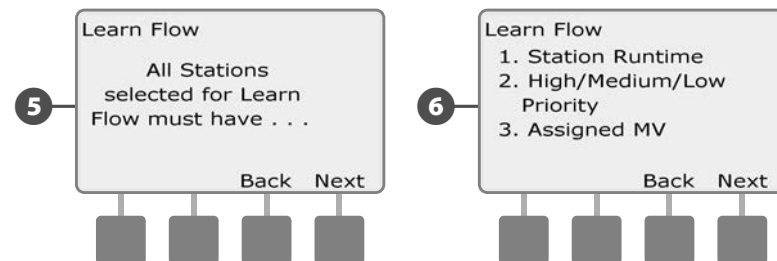 Learn Flow
All Stations
selected for Learn
Flow must have . . .
Back Next
5
Learn Flow
1. Station Runtime
2. High/Medium/Low
Priority
3. Assigned MV
Back Next
6